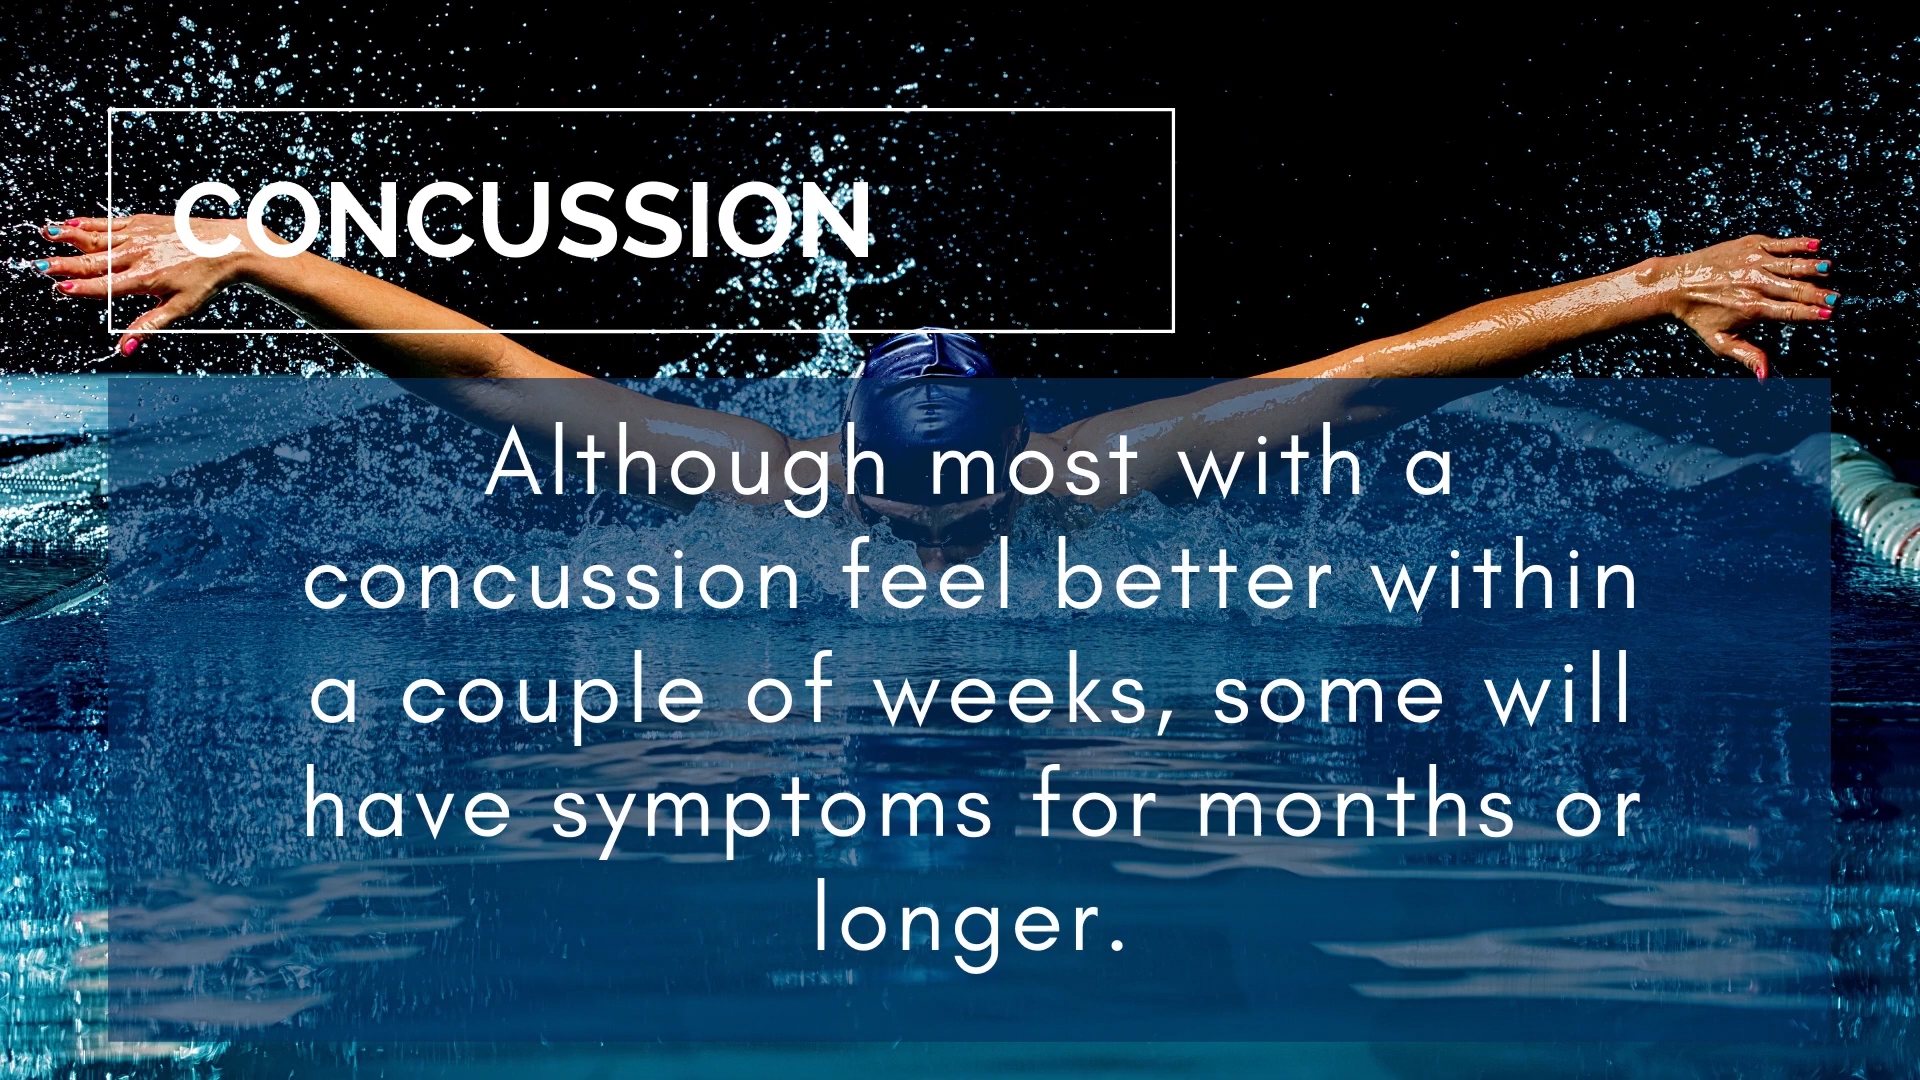 CONCUSSION
Although most with a
concussion feel better within
a couple of weeks, some will
have symptoms for months or
longer.